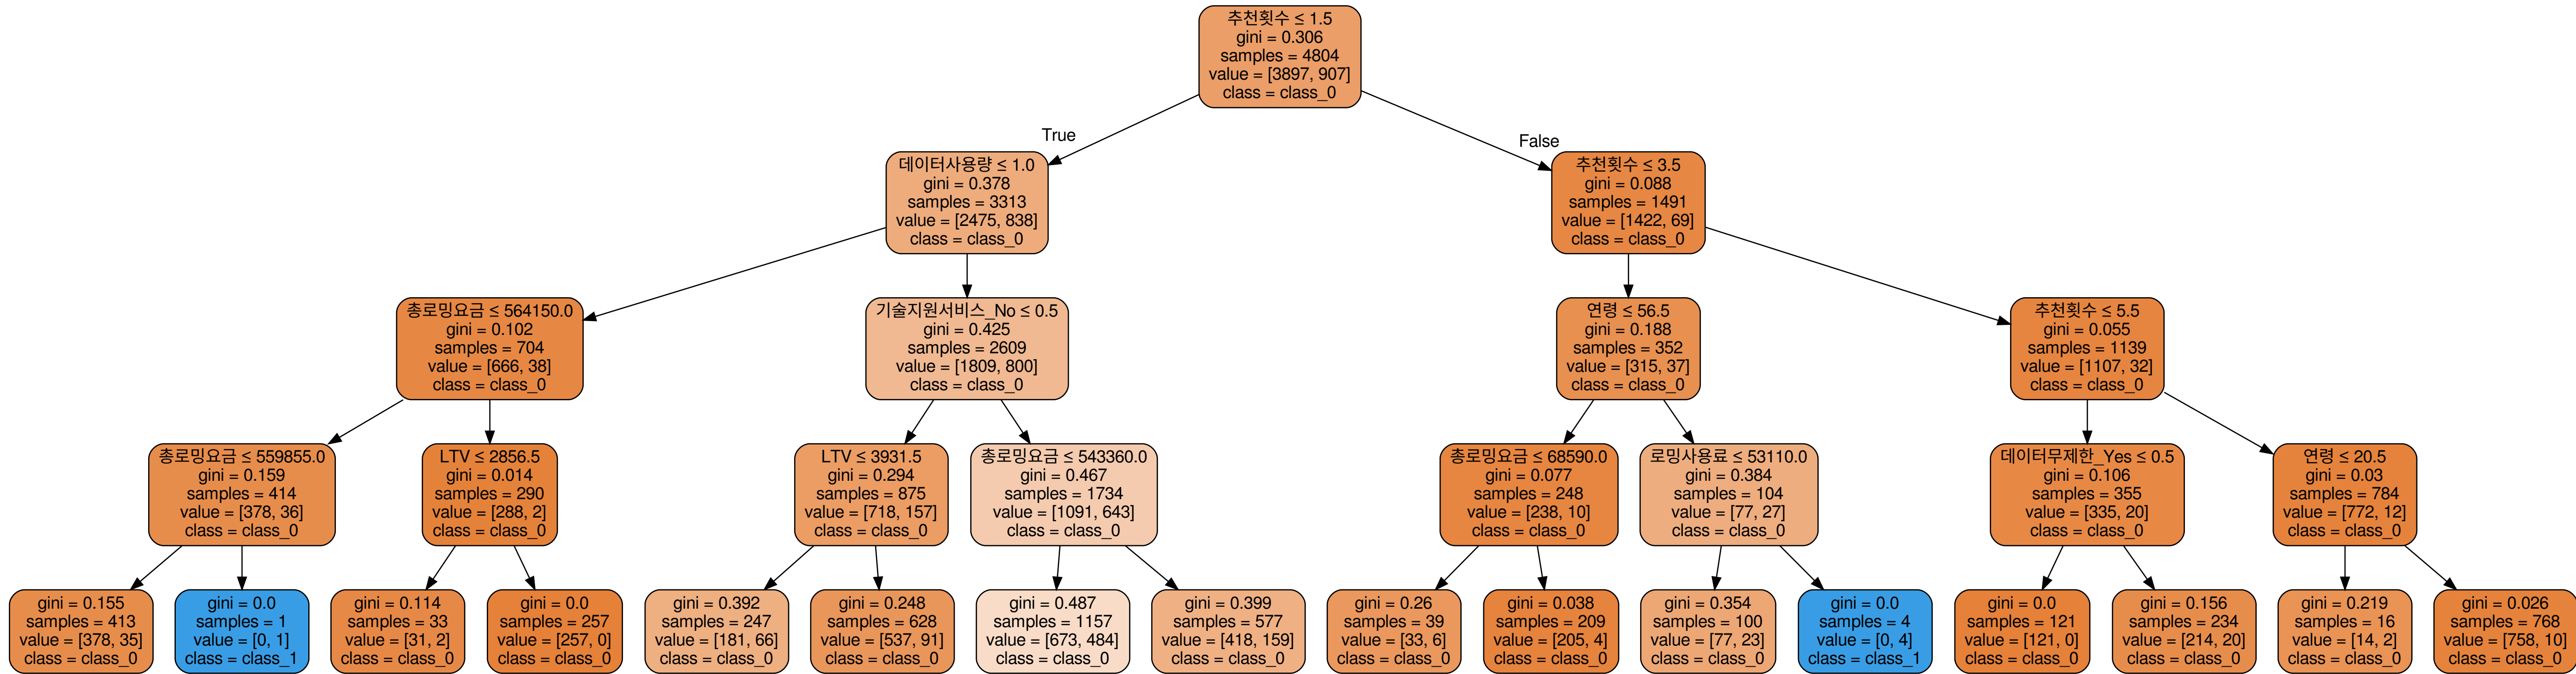 추천횟수 ≤ 1.5
gini = 0.306
samples = 4804
value = [3897, 907]
class = class_0
True
False
데이터사용량 ≤ 1.0
gini = 0.378
samples = 3313
value = [2475, 838]
class = class_0
추천횟수 ≤ 3.5
gini = 0.088
samples = 1491
value = [1422, 69]
class = class_0
총로밍요금 ≤ 564150.0
gini = 0.102
samples = 704
value = [666, 38]
class = class_0
기술지원서비스_No ≤ 0.5
gini = 0.425
samples = 2609
value = [1809, 800]
class = class_0
연령 ≤ 56.5
gini = 0.188
samples = 352
value = [315, 37]
class = class_0
추천횟수 ≤ 5.5
gini = 0.055
samples = 1139
value = [1107, 32]
class = class_0
총로밍요금 ≤ 559855.0
gini = 0.159
samples = 414
value = [378, 36]
class = class_0
LTV ≤ 2856.5
gini = 0.014
samples = 290
value = [288, 2]
class = class_0
LTV ≤ 3931.5
gini = 0.294
samples = 875
value = [718, 157]
class = class_0
총로밍요금 ≤ 543360.0
gini = 0.467
samples = 1734
value = [1091, 643]
class = class_0
총로밍요금 ≤ 68590.0
gini = 0.077
samples = 248
value = [238, 10]
class = class_0
로밍사용료 ≤ 53110.0
gini = 0.384
samples = 104
value = [77, 27]
class = class_0
데이터무제한_Yes ≤ 0.5
gini = 0.106
samples = 355
value = [335, 20]
class = class_0
연령 ≤ 20.5
gini = 0.03
samples = 784
value = [772, 12]
class = class_0
gini = 0.155
samples = 413
value = [378, 35]
class = class_0
gini = 0.0
samples = 1
value = [0, 1]
class = class_1
gini = 0.114
samples = 33
value = [31, 2]
class = class_0
gini = 0.0
samples = 257
value = [257, 0]
class = class_0
gini = 0.392
samples = 247
value = [181, 66]
class = class_0
gini = 0.248
samples = 628
value = [537, 91]
class = class_0
gini = 0.487
samples = 1157
value = [673, 484]
class = class_0
gini = 0.399
samples = 577
value = [418, 159]
class = class_0
gini = 0.26
samples = 39
value = [33, 6]
class = class_0
gini = 0.038
samples = 209
value = [205, 4]
class = class_0
gini = 0.354
samples = 100
value = [77, 23]
class = class_0
gini = 0.0
samples = 4
value = [0, 4]
class = class_1
gini = 0.0
samples = 121
value = [121, 0]
class = class_0
gini = 0.156
samples = 234
value = [214, 20]
class = class_0
gini = 0.219
samples = 16
value = [14, 2]
class = class_0
gini = 0.026
samples = 768
value = [758, 10]
class = class_0